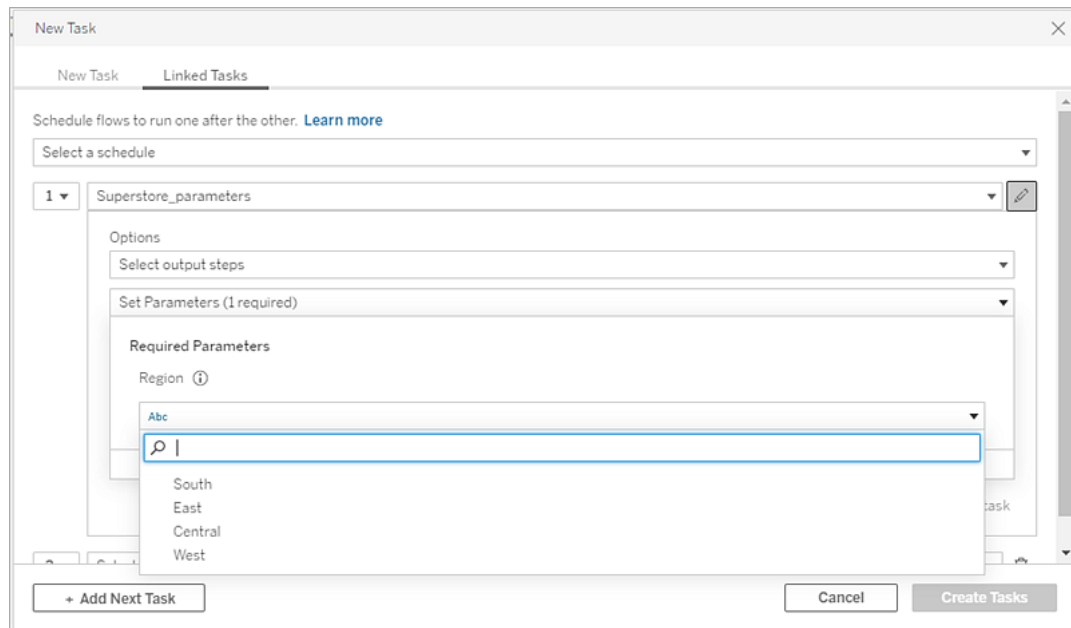 New Task
New Task Linked Tasks
Schedule flows to run one after the other. Learn more
Select a schedule
1 Superstore_parameters
Options
Select output steps
Set Parameters (1 required)
Required Parameters
Region
Abc
South
East
Central
West
task
+ Add Next Task Cancel Create Tasks